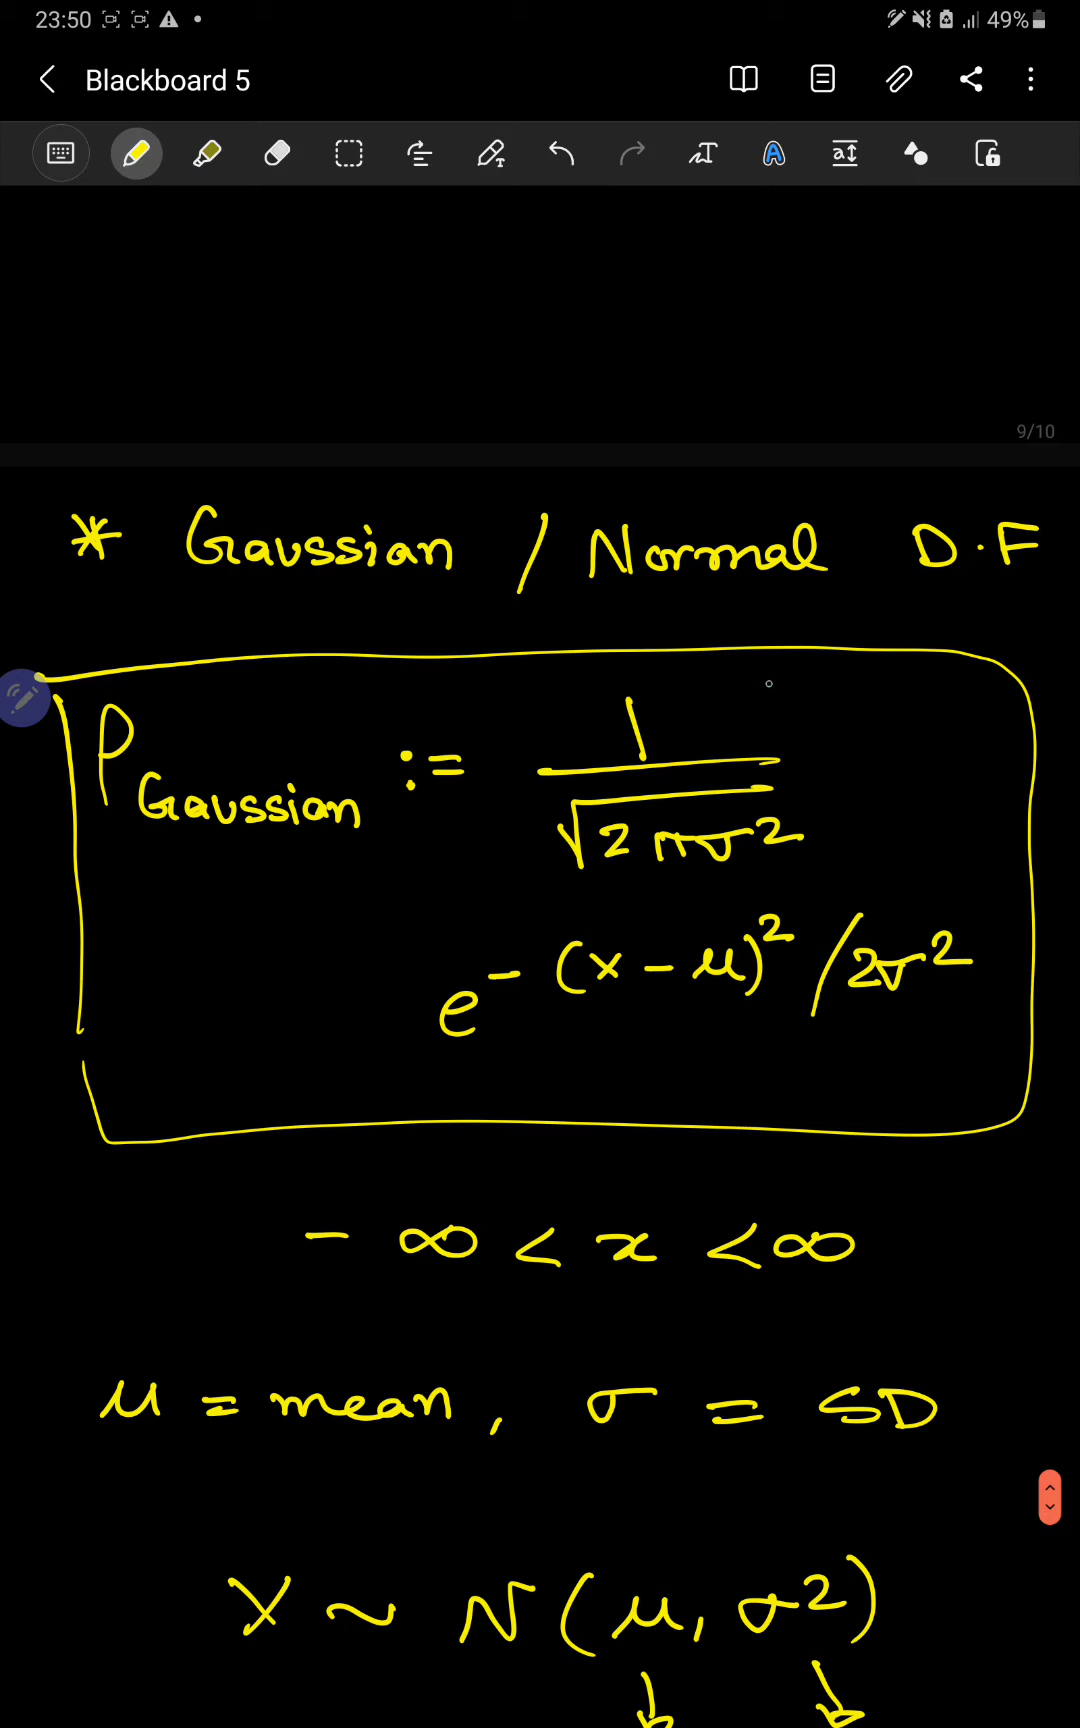 23:50 49%
Blackboard 5
9/10
* Gaussian / Normal D.F
P Gaussian := 1 / √2πσ²
e^-(x-μ)²/2σ²
-∞ < x < ∞
μ = mean, σ = SD
X ~ N(μ, σ²)
↓ ↓